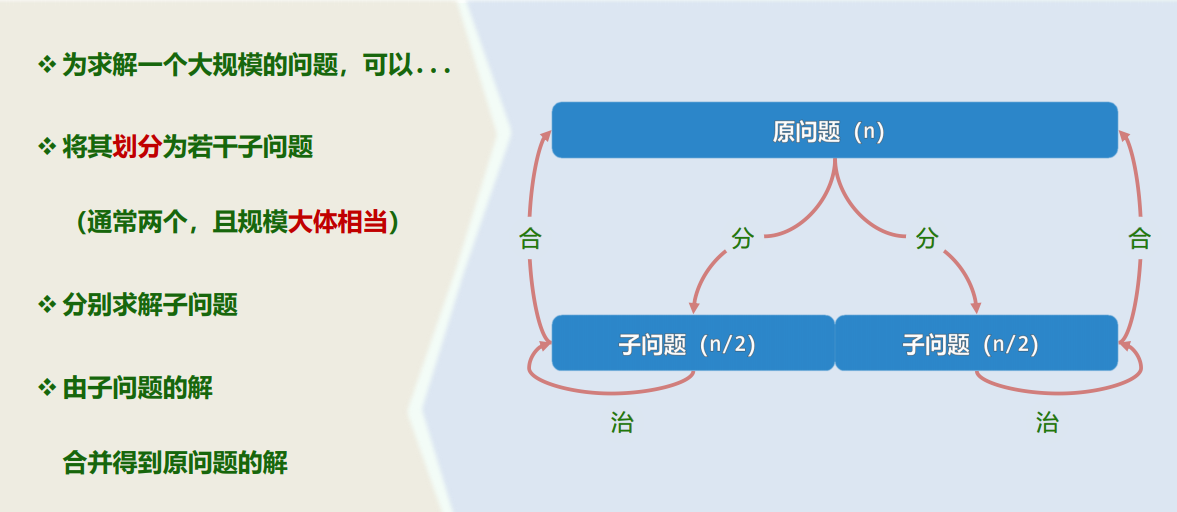 ❖ 为求解一个大规模的问题，可以...
❖ 将其划分为若干子问题
（通常两个，且规模大体相当）
❖ 分别求解子问题
❖ 由子问题的解
合并得到原问题的解
原问题（n）
合
分
分
合
子问题（n/2）
子问题（n/2）
治
治